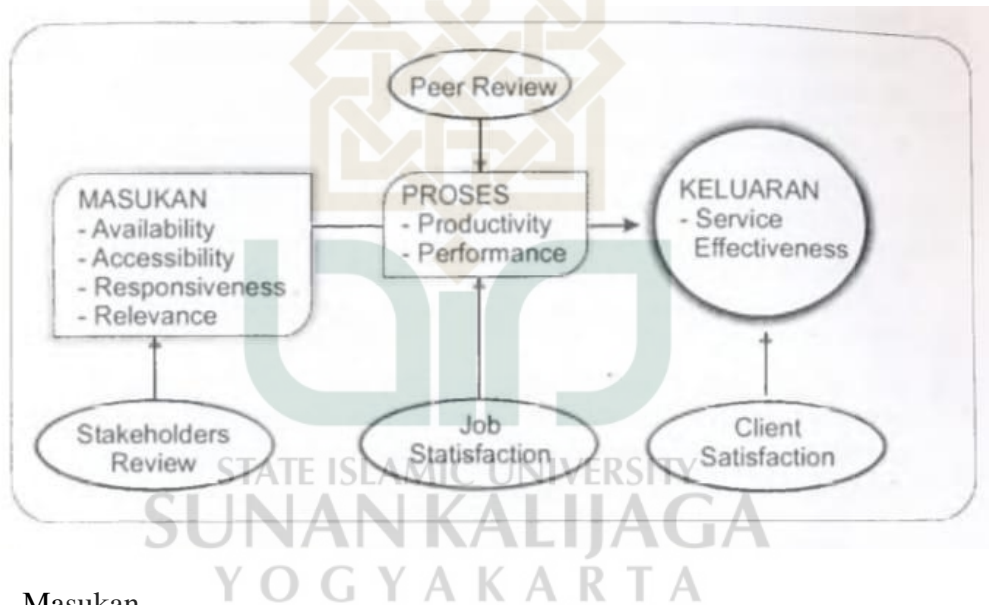 Peer Review
MASUKAN
- Availability
- Accessibility
- Responsiveness
- Relevance
PROSES
- Productivity
- Performance
KELUARAN
- Service
Effectiveness
Stakeholders
Review
Job
Statisfaction
Client
Satisfaction
STATE ISLAMIC UNIVERSITY
SUNAN KALIJAGA
YOGYAKARTA
Masukan